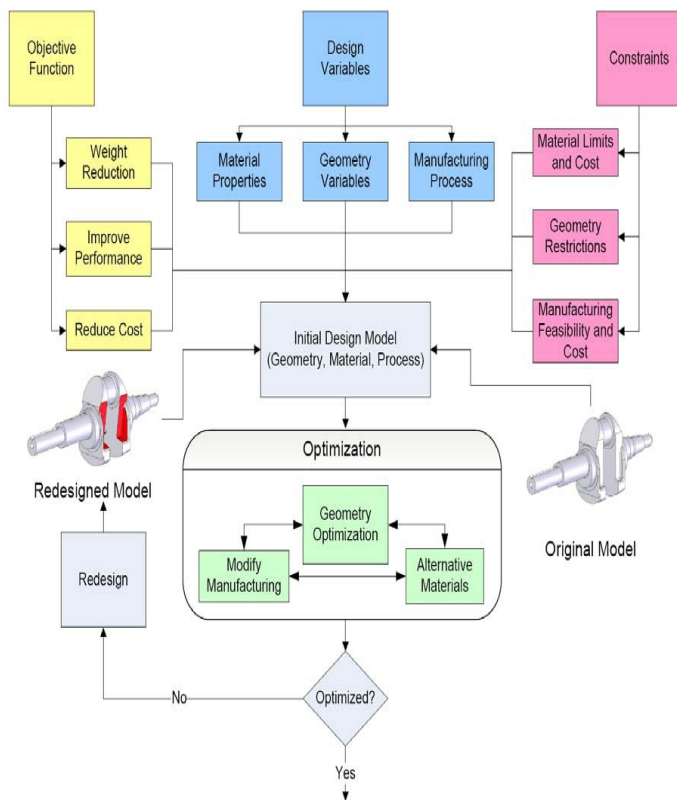 Objective
Function
Design
Variables
Constraints
Weight
Reduction
Material
Properties
Geometry
Variables
Manufacturing
Process
Material Limits
and Cost
Improve
Performance
Geometry
Restrictions
Reduce Cost
Manufacturing
Feasibility and
Cost
Initial Design Model
(Geometry, Material, Process)
Redesigned Model
Original Model
Optimization
Geometry
Optimization
Modify
Manufacturing
Alternative
Materials
Redesign
Optimized?
No
Yes